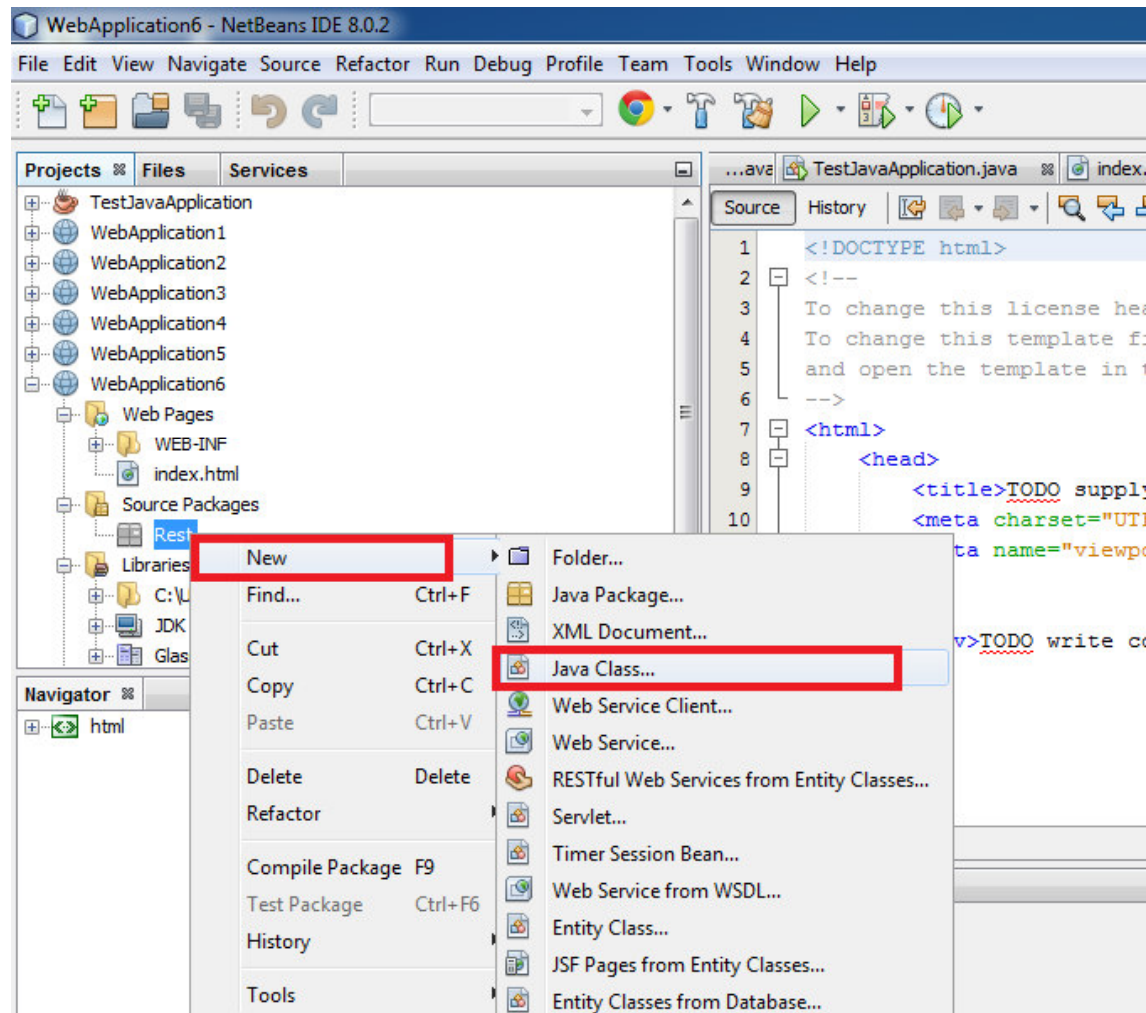 WebApplication6 - NetBeans IDE 8.0.2
File Edit View Navigate Source Refactor Run Debug Profile Team Tools Window Help
Projects Files Services
TestJavaApplication
WebApplication1
WebApplication2
WebApplication3
WebApplication4
WebApplication5
WebApplication6
Web Pages
WEB-INF
index.html
Source Packages
Rest
Libraries
C:\
JDK
Glas
Navigator
html
...ava TestJavaApplication.java index.
Source History
1 <!DOCTYPE html>
2 <!--
3 To change this license hea
4 To change this template f
5 and open the template in
6 -->
7 <html>
8 <head>
9 <title>TODO supply
10 <meta charset="UT
ta name="viewpo
v>TODO write co
New
Find... Ctrl+F
Cut Ctrl+X
Copy Ctrl+C
Paste Ctrl+V
Delete Delete
Refactor
Compile Package F9
Test Package Ctrl+F6
History
Tools
Folder...
Java Package...
XML Document...
Java Class...
Web Service Client...
Web Service...
RESTful Web Services from Entity Classes...
Servlet...
Timer Session Bean...
Web Service from WSDL...
Entity Class...
JSF Pages from Entity Classes...
Entity Classes from Database...